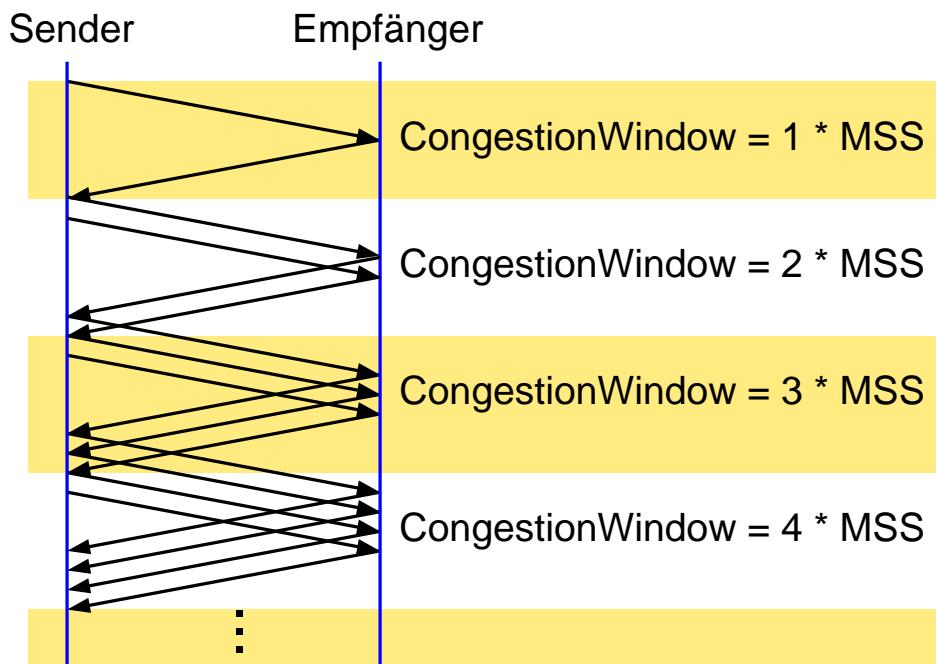 Sender Empfänger
CongestionWindow = 1 * MSS
CongestionWindow = 2 * MSS
CongestionWindow = 3 * MSS
CongestionWindow = 4 * MSS